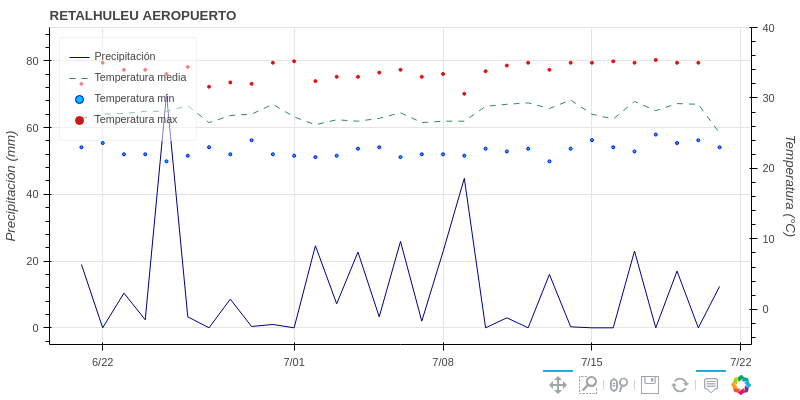 RETALHULEU AEROPUERTO
Precipitación
Temperatura media
Temperatura min
Temperatura max
Precipitación (mm)
80
60
40
20
0
Temperatura (°C)
40
30
20
10
0
6/22
7/01
7/08
7/15
7/22